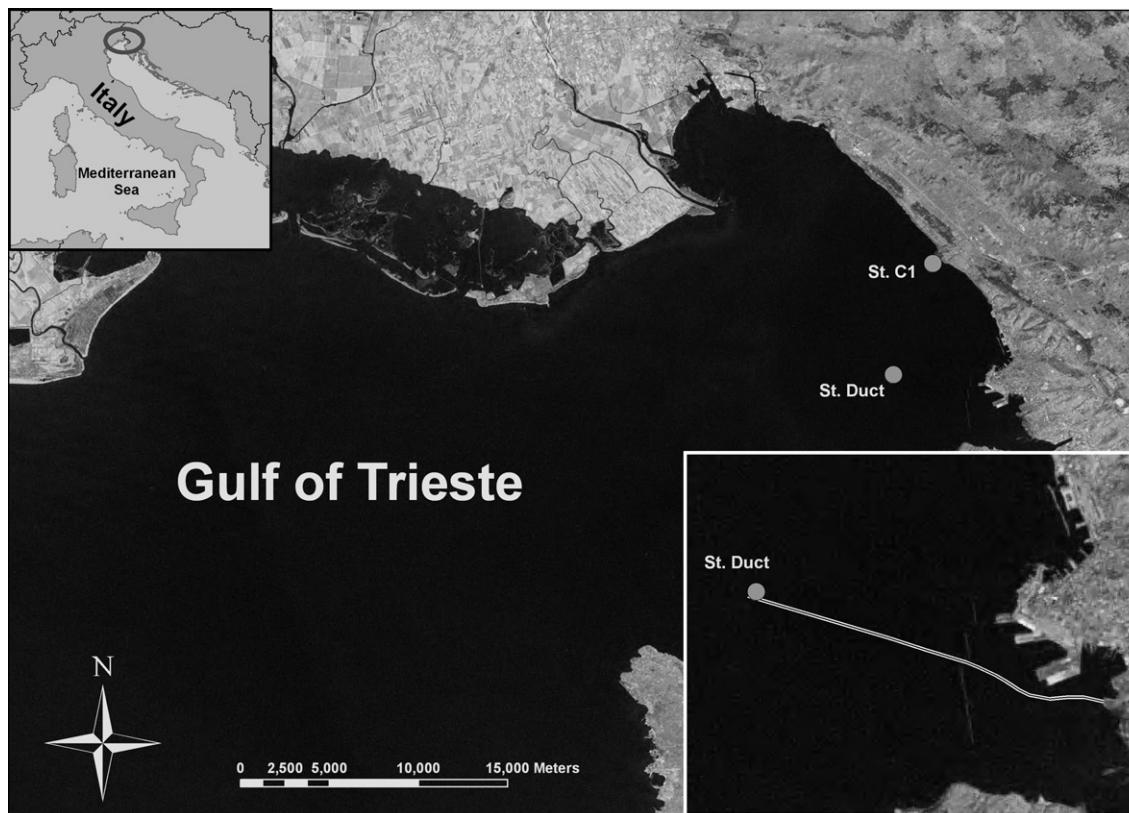 Italy
Mediterranean
Sea
St. C1
St. Duct
Gulf of Trieste
St. Duct
N
0 2,500 5,000 10,000 15,000 Meters